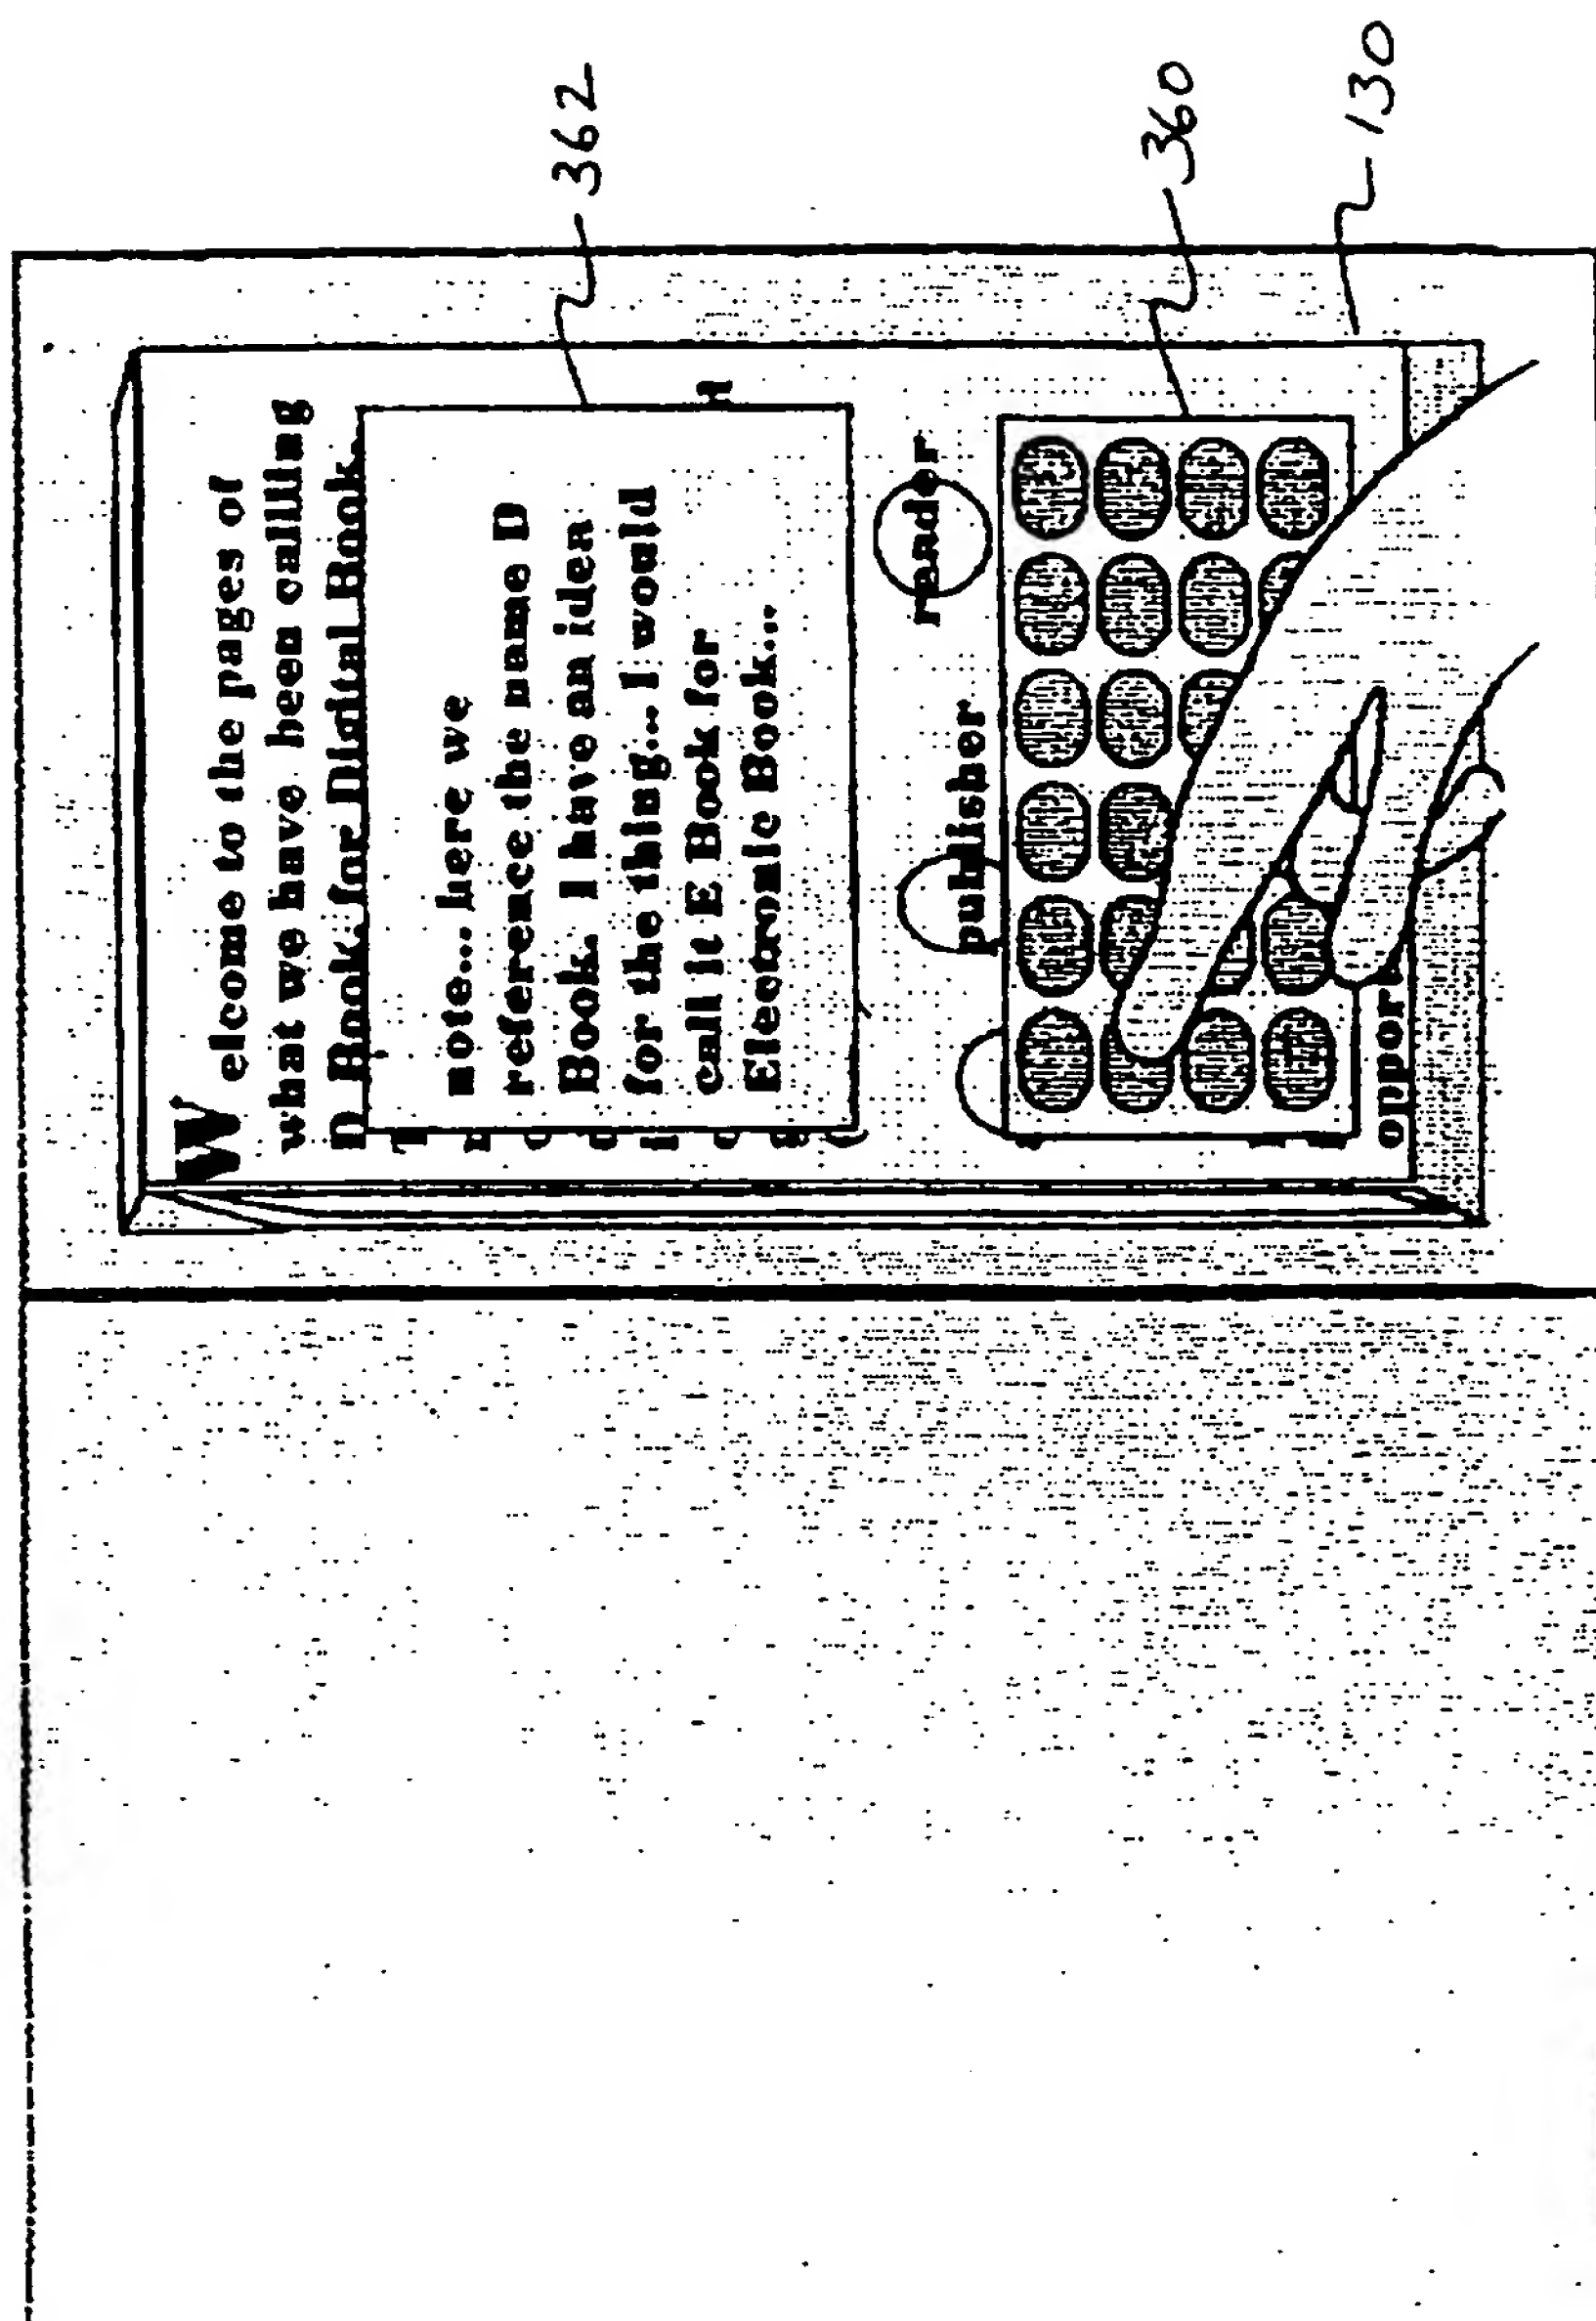 Welcome to the pages of
what we have been calling
D Book, for Digital Book.
note... here we
reference the name D
Book. I have an idea
for the thing... I would
call it E Book for
Electronic Book...
reader
publisher
362
360
130